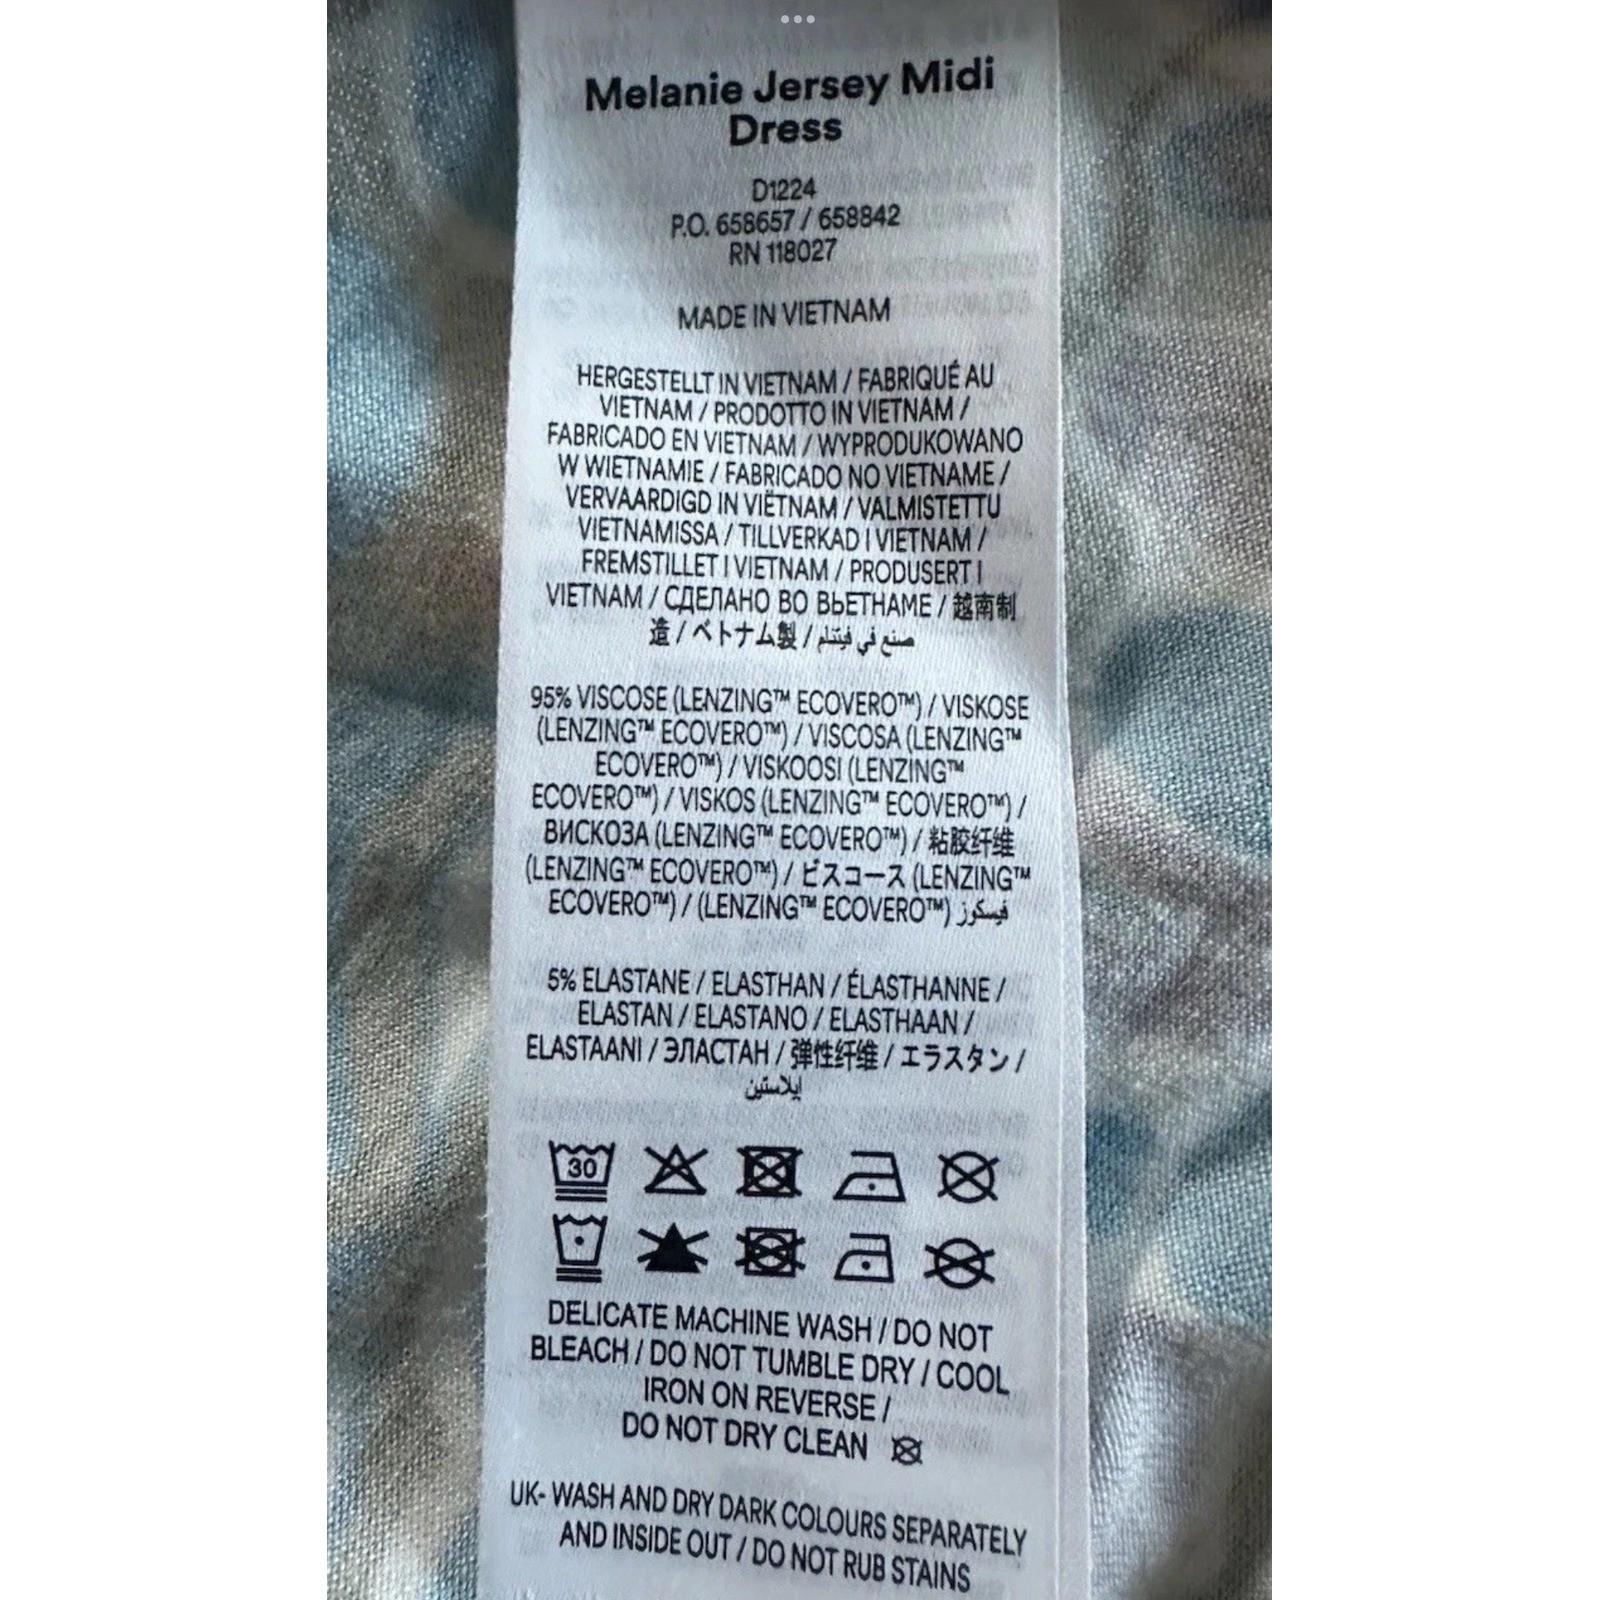 Melanie Jersey Midi
Dress
D1224
P.O. 658657 / 658842
RN 118027
MADE IN VIETNAM
HERGESTELLT IN VIETNAM / FABRIQUÉ AU
VIETNAM / PRODOTTO IN VIETNAM /
FABRICADO EN VIETNAM / WYPRODUKOWANO
W WIETNAMIE / FABRICADO NO VIETNAME /
VERVAARDIGD IN VIËTNAM / VALMISTETTU
VIETNAMISSA / TILLVERKAD I VIETNAM /
FREMSTILLET I VIETNAM / PRODUSERT I
VIETNAM / СДЕЛАНО ВО ВЬЕТНАМЕ / 越南制
造 / ベトナム製 / صنع في فيتنام
95% VISCOSE (LENZING™ ECOVERO™) / VISKOSE
(LENZING™ ECOVERO™) / VISCOSA (LENZING™
ECOVERO™) / VISKOOSI (LENZING™
ECOVERO™) / VISKOS (LENZING™ ECOVERO™) /
ВИСКОЗА (LENZING™ ECOVERO™) / 粘胶纤维
(LENZING™ ECOVERO™) / ビスコース (LENZING™
ECOVERO™) / (LENZING™ ECOVERO™) فيسكوز
5% ELASTANE / ELASTHAN / ÉLASTHANNE /
ELASTAN / ELASTANO / ELASTHAAN /
ELASTAANI / ЭЛАСТАН / 弹性纤维 / エラスタン /
إيلاستين
30
DELICATE MACHINE WASH / DO NOT
BLEACH / DO NOT TUMBLE DRY / COOL
IRON ON REVERSE /
DO NOT DRY CLEAN
UK- WASH AND DRY DARK COLOURS SEPARATELY
AND INSIDE OUT / DO NOT RUB STAINS